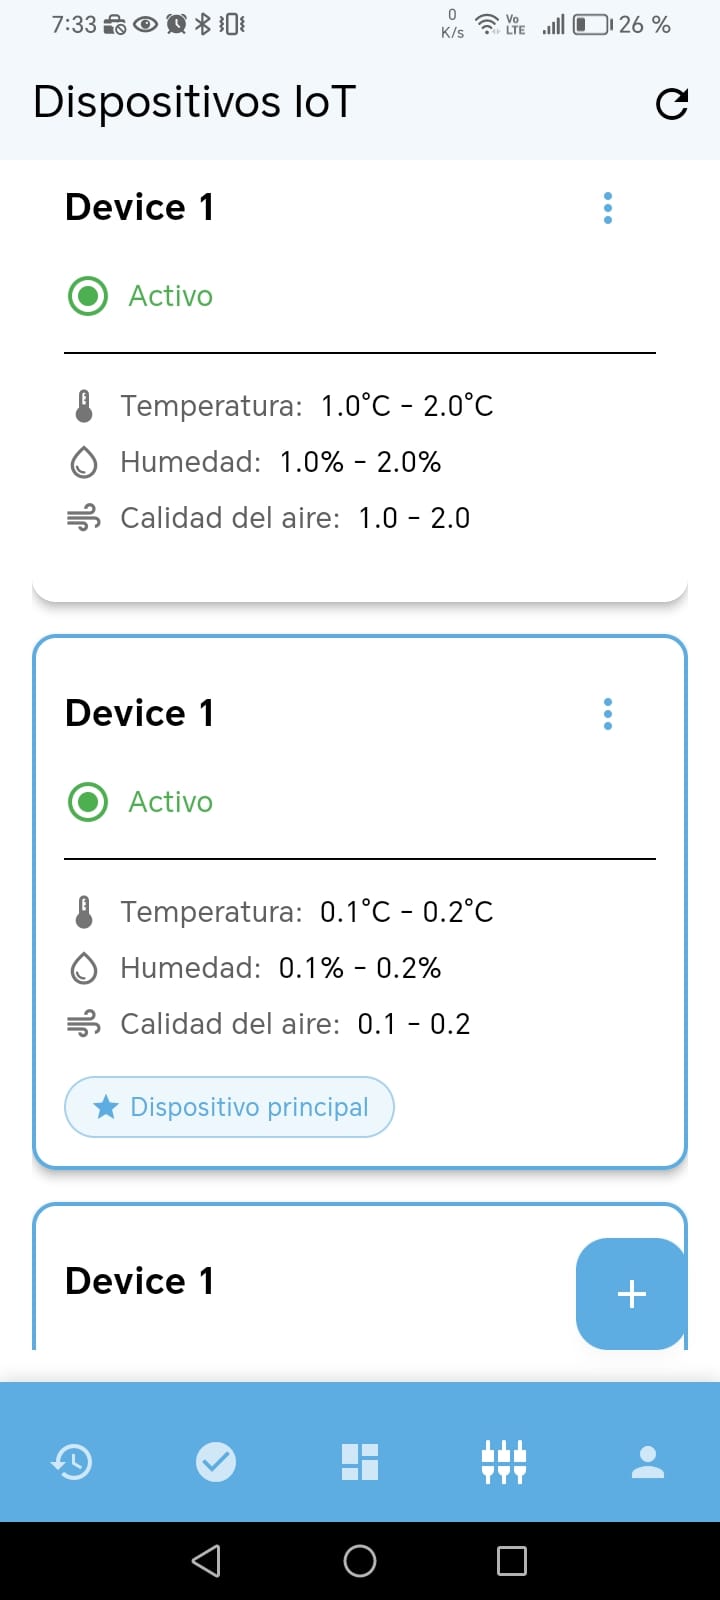 7:33
0
K/s
Vo
LTE
26 %
Dispositivos IoT
Device 1
Activo
Temperatura: 1.0°C - 2.0°C
Humedad: 1.0% - 2.0%
Calidad del aire: 1.0 - 2.0
Device 1
Activo
Temperatura: 0.1°C - 0.2°C
Humedad: 0.1% - 0.2%
Calidad del aire: 0.1 - 0.2
Dispositivo principal
Device 1